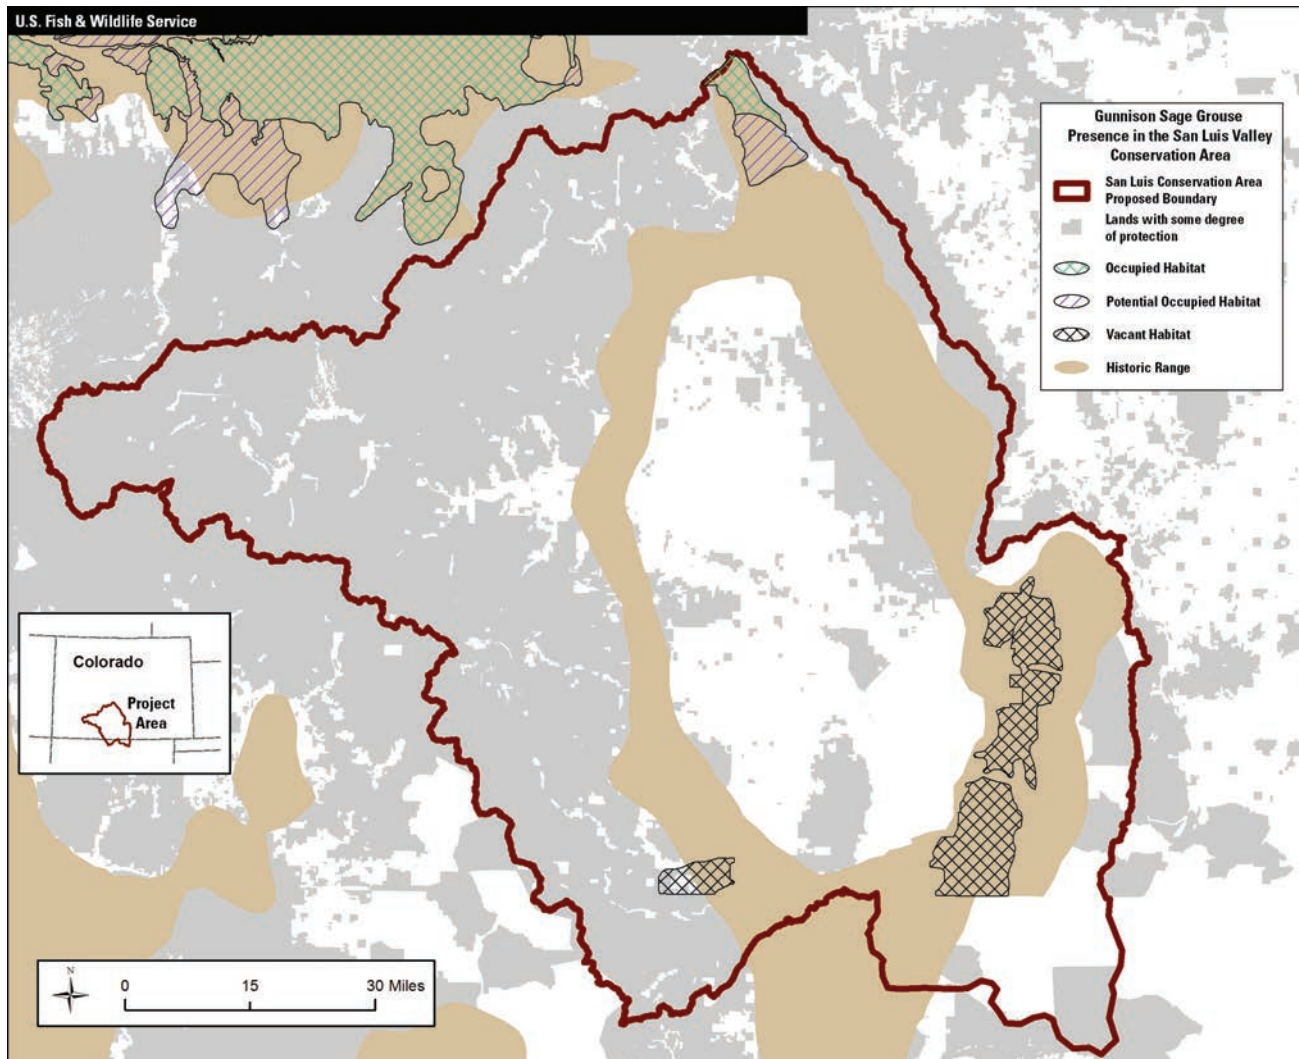 U.S. Fish & Wildlife Service
Gunnison Sage Grouse
Presence in the San Luis Valley
Conservation Area
San Luis Conservation Area
Proposed Boundary
Lands with some degree
of protection
Occupied Habitat
Potential Occupied Habitat
Vacant Habitat
Historic Range
Colorado
Project
Area
N
0 15 30 Miles